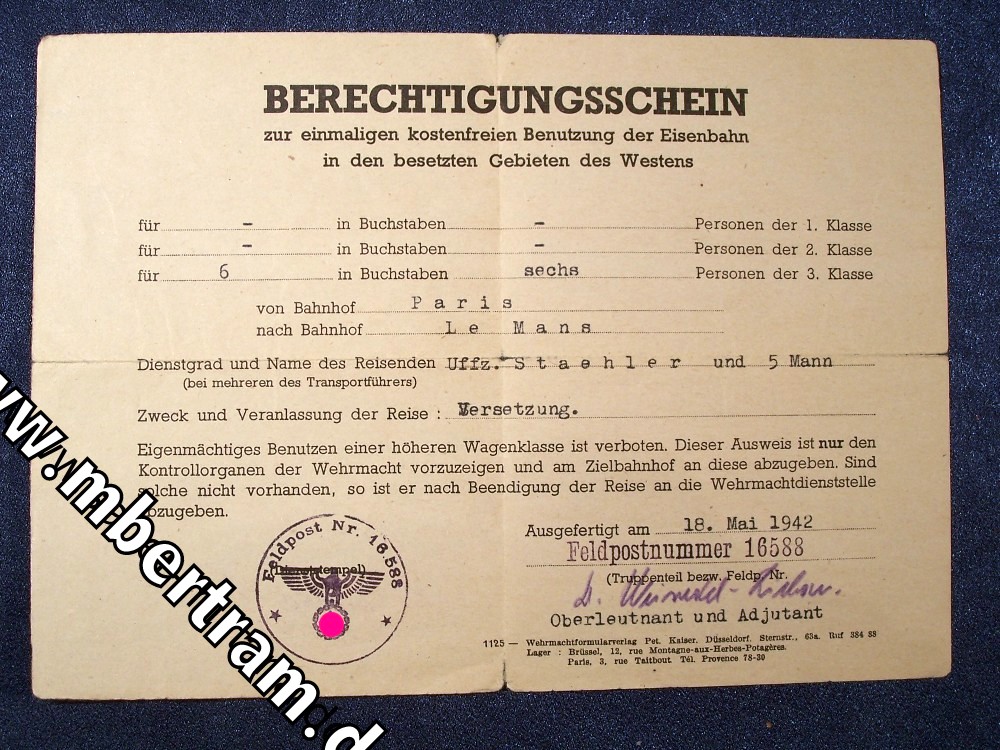 BERECHTIGUNGSSCHEIN
zur einmaligen kostenfreien Benutzung der Eisenbahn
in den besetzten Gebieten des Westens
für - in Buchstaben - Personen der 1. Klasse
für - in Buchstaben - Personen der 2. Klasse
für 6 in Buchstaben sechs Personen der 3. Klasse
von Bahnhof Paris
nach Bahnhof Le Mans
Dienstgrad und Name des Reisenden Uffz. Staehler und 5 Mann
(bei mehreren des Transportführers)
Zweck und Veranlassung der Reise : Versetzung.
Eigenmächtiges Benutzen einer höheren Wagenklasse ist verboten. Dieser Ausweis ist nur den
Kontrollorganen der Wehrmacht vorzuzeigen und am Zielbahnhof an diese abzugeben. Sind
solche nicht vorhanden, so ist er nach Beendigung der Reise an die Wehrmachtdienststelle
abzugeben.
Ausgefertigt am 18. Mai 1942
Feldpostnummer 16588
(Truppenteil bezw. Feldp. Nr.
Oberleutnant und Adjutant
Feldpost Nr. 16.588
(Dienststempel)
1125 — Wehrmachtformularverlag Pet. Kaiser, Düsseldorf, Sternstr., 63a. Ruf 384 88
Lager : Brüssel, 12, rue Montagne-aux-Herbes-Potagères.
Paris, 3, rue Taitbout Tél. Provence 78-30
www.mbertram.de